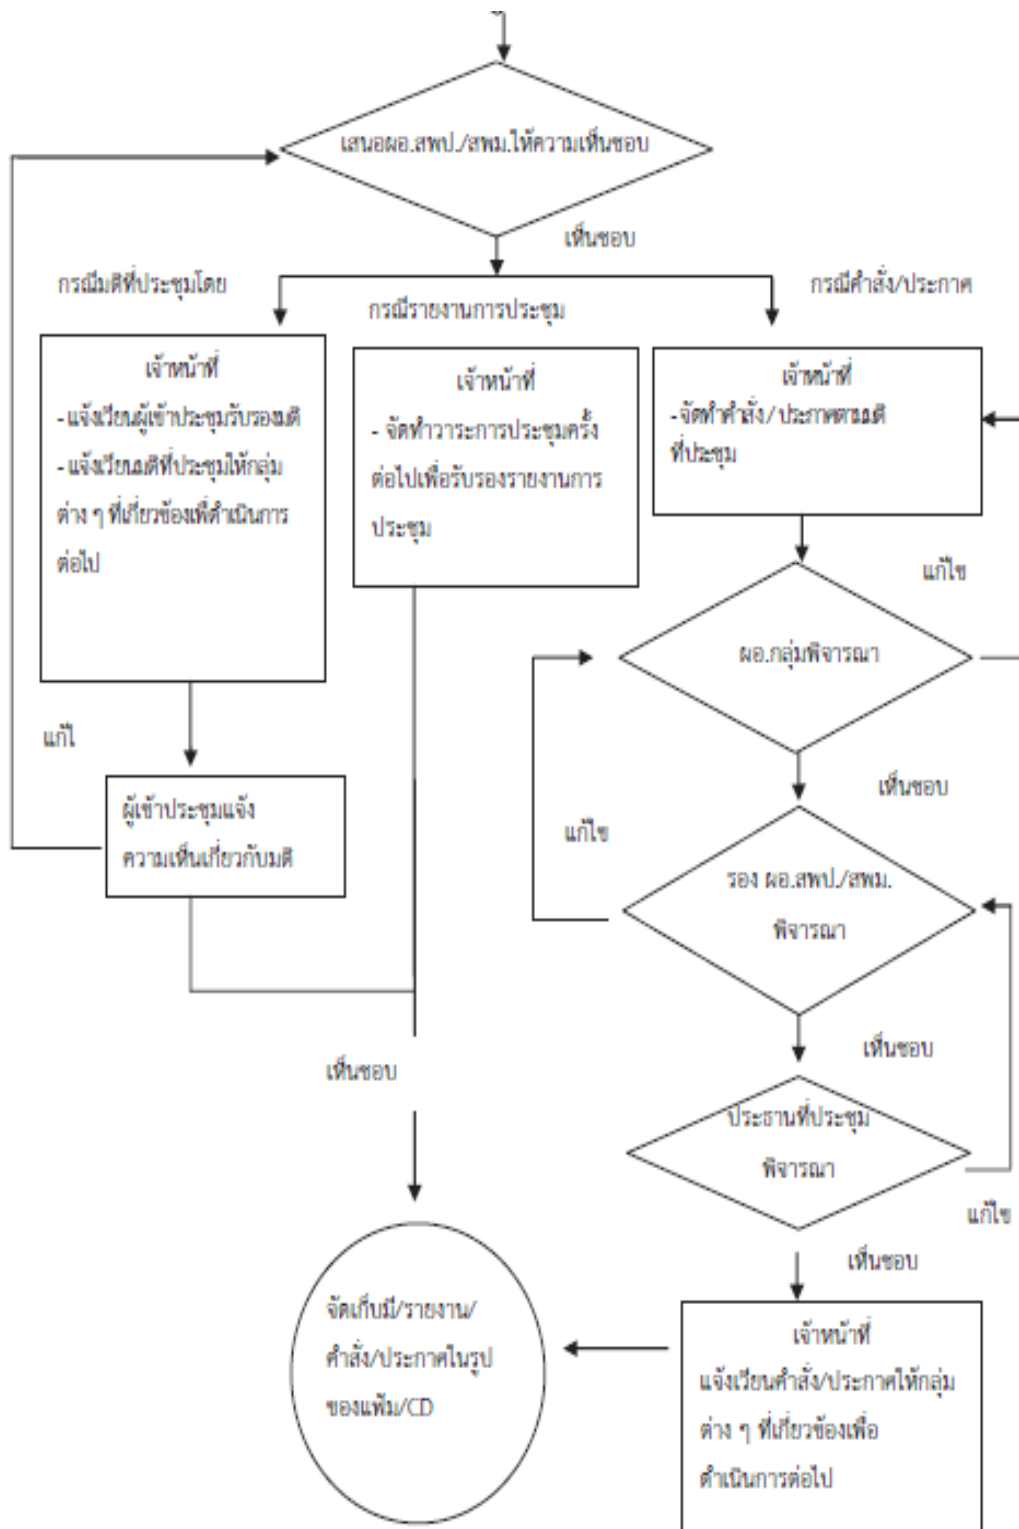 เสนอผอ.สพป./สพม.ให้ความเห็นชอบ
เห็นชอบ
กรณีมติที่ประชุมโดย
กรณีรายงานการประชุม
กรณีคำสั่ง/ประกาศ
เจ้าหน้าที่
- แจ้งเวียนผู้เข้าประชุมรับรองมติ
- แจ้งเวียนมติที่ประชุมให้กลุ่ม
ต่าง ๆ ที่เกี่ยวข้องเพื่ดำเนินการ
ต่อไป
เจ้าหน้าที่
- จัดทำวาระการประชุมครั้ง
ต่อไปเพื่อรับรองรายงานการ
ประชุม
เจ้าหน้าที่
- จัดทำคำสั่ง/ ประกาศตามมติ
ที่ประชุม
แก้ไข
ผอ.กลุ่มพิจารณา
แก้ไ
เห็นชอบ
ผู้เข้าประชุมแจ้ง
ความเห็นเกี่ยวกับมติ
แก้ไข
รอง ผอ.สพป./สพม.
พิจารณา
เห็นชอบ
เห็นชอบ
ประธานที่ประชุม
พิจารณา
แก้ไข
เห็นชอบ
จัดเก็บมี/รายงาน/
คำสั่ง/ประกาศในรูป
ของแฟ้ม/CD
เจ้าหน้าที่
แจ้งเวียนคำสั่ง/ประกาศให้กลุ่ม
ต่าง ๆ ที่เกี่ยวข้องเพื่อ
ดำเนินการต่อไป